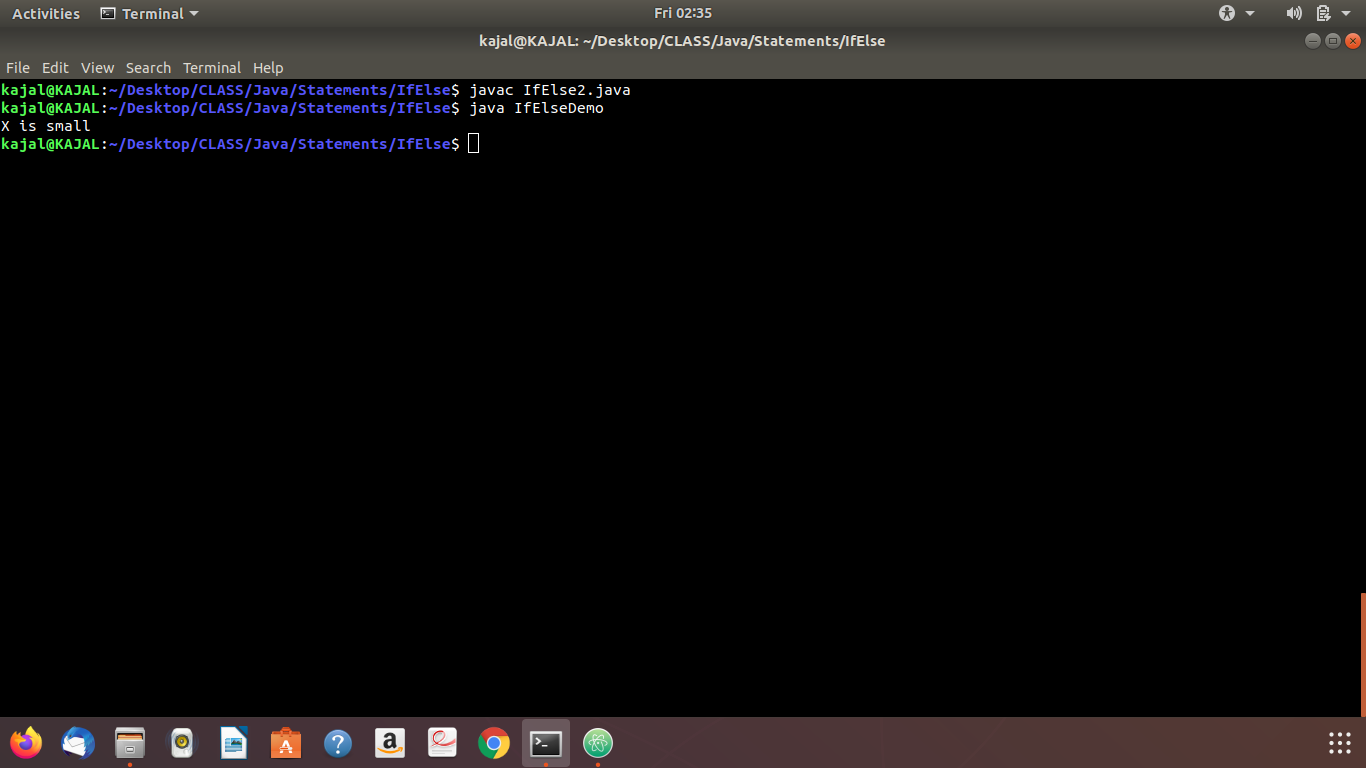 Activities Terminal Fri 02:35
kajal@KAJAL: ~/Desktop/CLASS/Java/Statements/IfElse
File Edit View Search Terminal Help
kajal@KAJAL:~/Desktop/CLASS/Java/Statements/IfElse$ javac IfElse2.java
kajal@KAJAL:~/Desktop/CLASS/Java/Statements/IfElse$ java IfElseDemo
X is small
kajal@KAJAL:~/Desktop/CLASS/Java/Statements/IfElse$